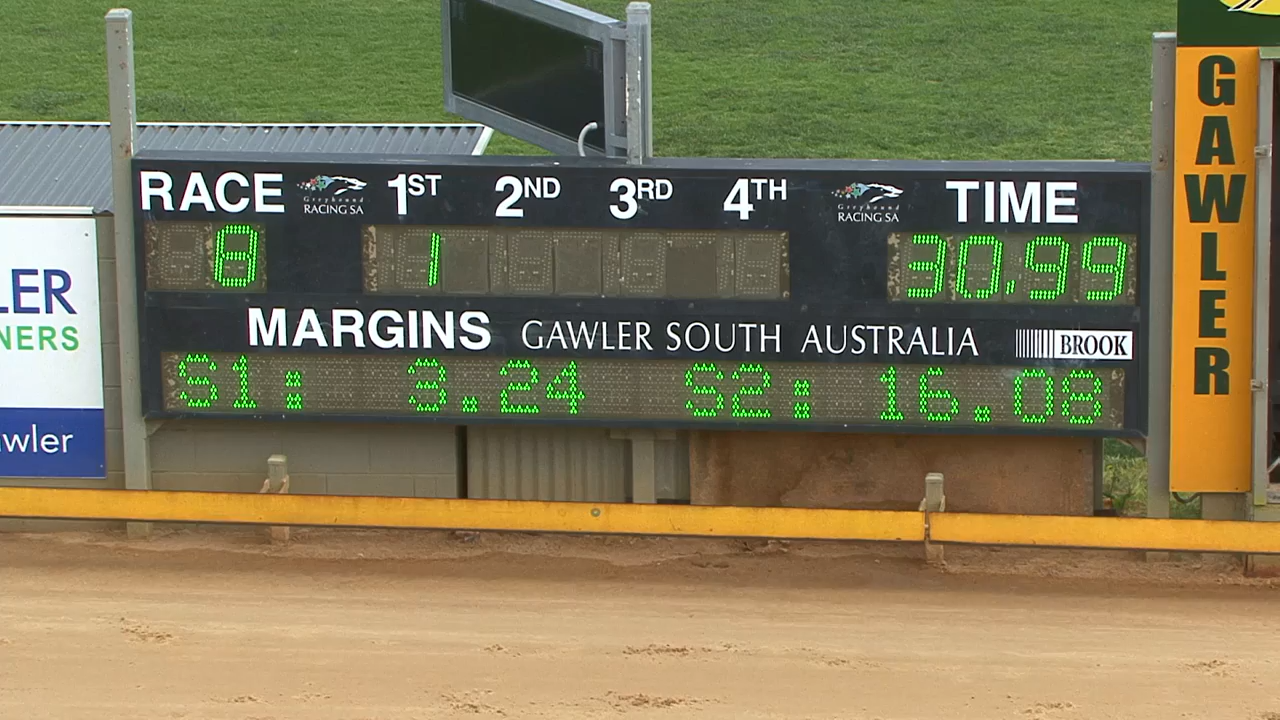 RACE Greyhound RACING SA 1ST 2ND 3RD 4TH Greyhound RACING SA TIME
8 1 30.99
MARGINS GAWLER SOUTH AUSTRALIA BROOK
S1: 3.24 S2: 16.08
GAWLER
LER
NERS
awler